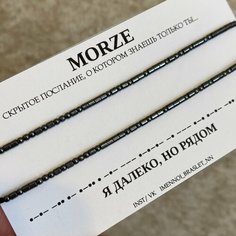 MORZE
СКРЫТОЕ ПОСЛАНИЕ, О КОТОРОМ ЗНАЕШЬ ТОЛЬКО ТЫ...
Я ДАЛЕКО, НО РЯДОМ
INST/ VK IMENNOI_BRASLET_NN